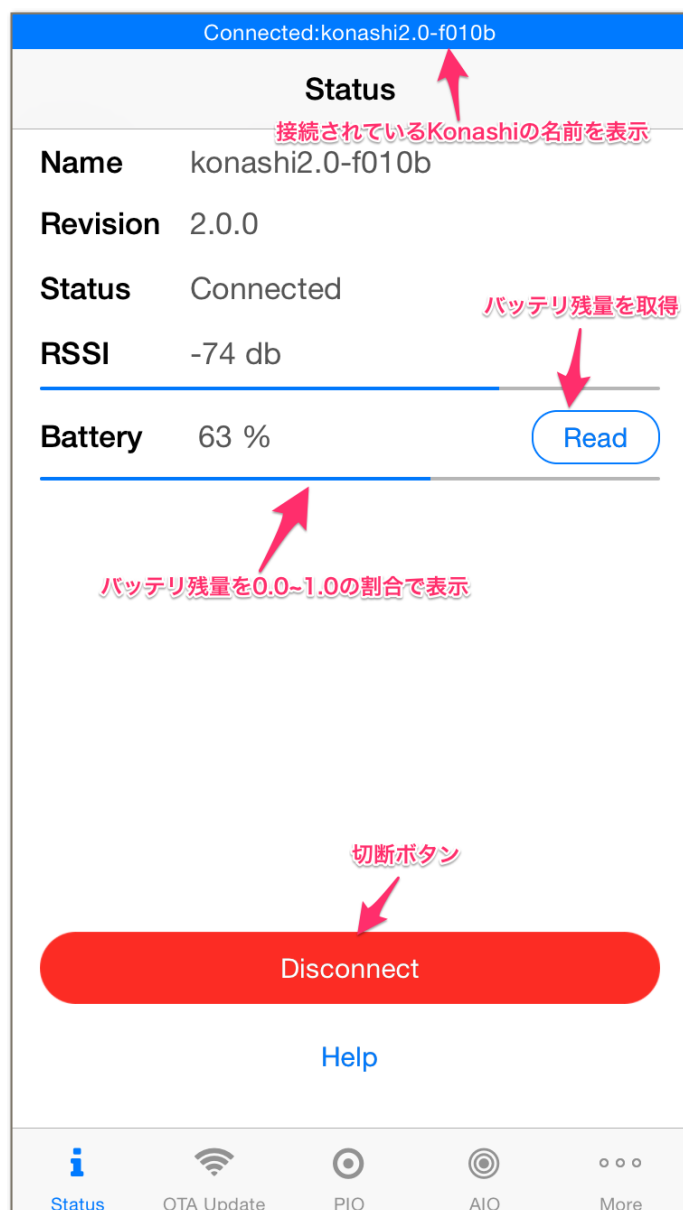 Connected:konashi2.0-f010b
Status
接続されているKonashiの名前を表示
Name konashi2.0-f010b
Revision 2.0.0
Status Connected
バッテリ残量を取得
RSSI -74 db
Battery 63 % Read
バッテリ残量を0.0~1.0の割合で表示
切断ボタン
Disconnect
Help
Status OTA Update PIO AIO More